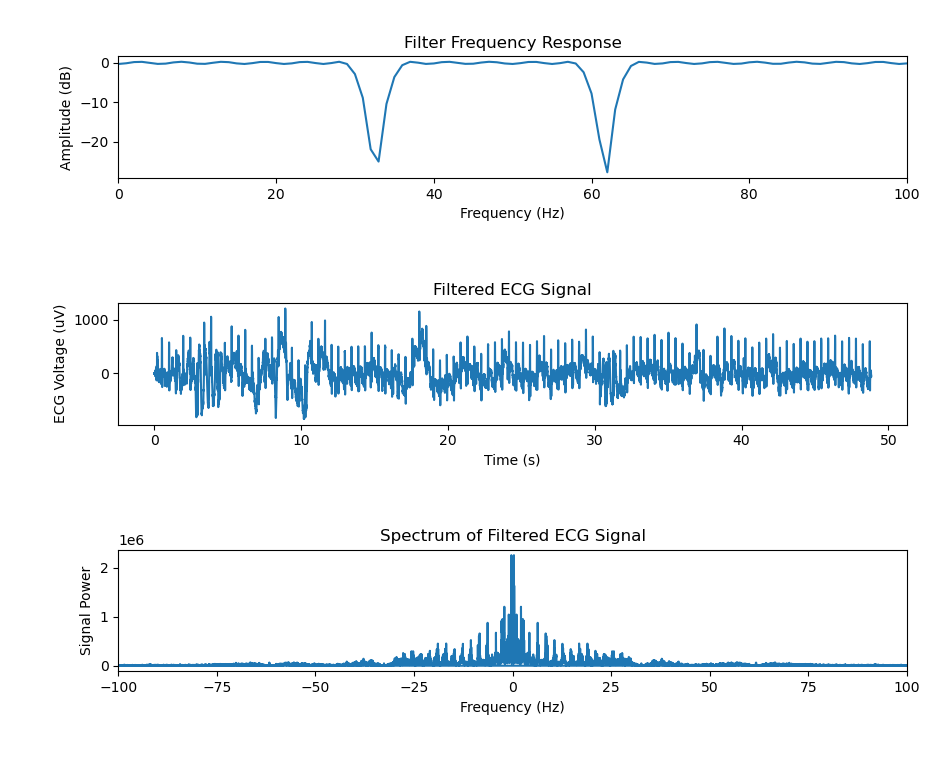 Filter Frequency Response
Amplitude (dB)
0
−10
−20
0 20 40 60 80 100
Frequency (Hz)
Filtered ECG Signal
ECG Voltage (uV)
1000
0
0 10 20 30 40 50
Time (s)
Spectrum of Filtered ECG Signal
1e6
Signal Power
2
1
0
−100 −75 −50 −25 0 25 50 75 100
Frequency (Hz)